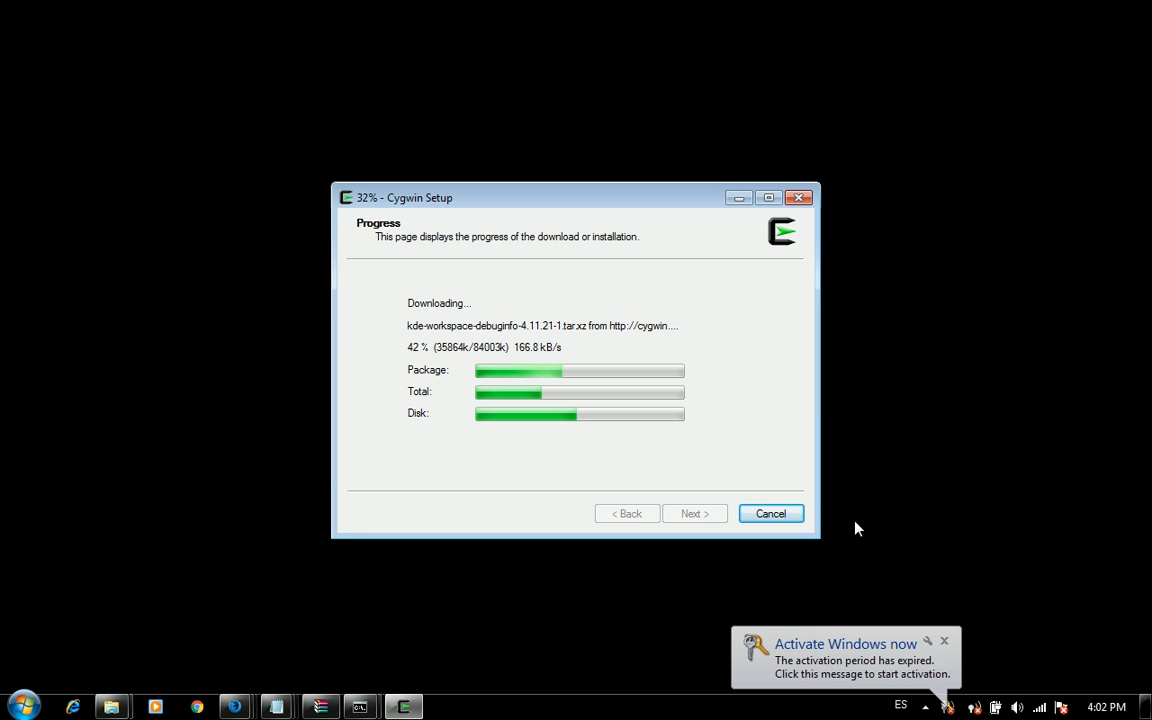 32% - Cygwin Setup
Progress
This page displays the progress of the download or installation.
Downloading...
kde-workspace-debuginfo-4.11.21-1.tar.xz from http://cygwin....
42 % (35864k/84003k) 166.8 kB/s
Package:
Total:
Disk:
< Back
Next >
Cancel
Activate Windows now
The activation period has expired.
Click this message to start activation.
ES
4:02 PM